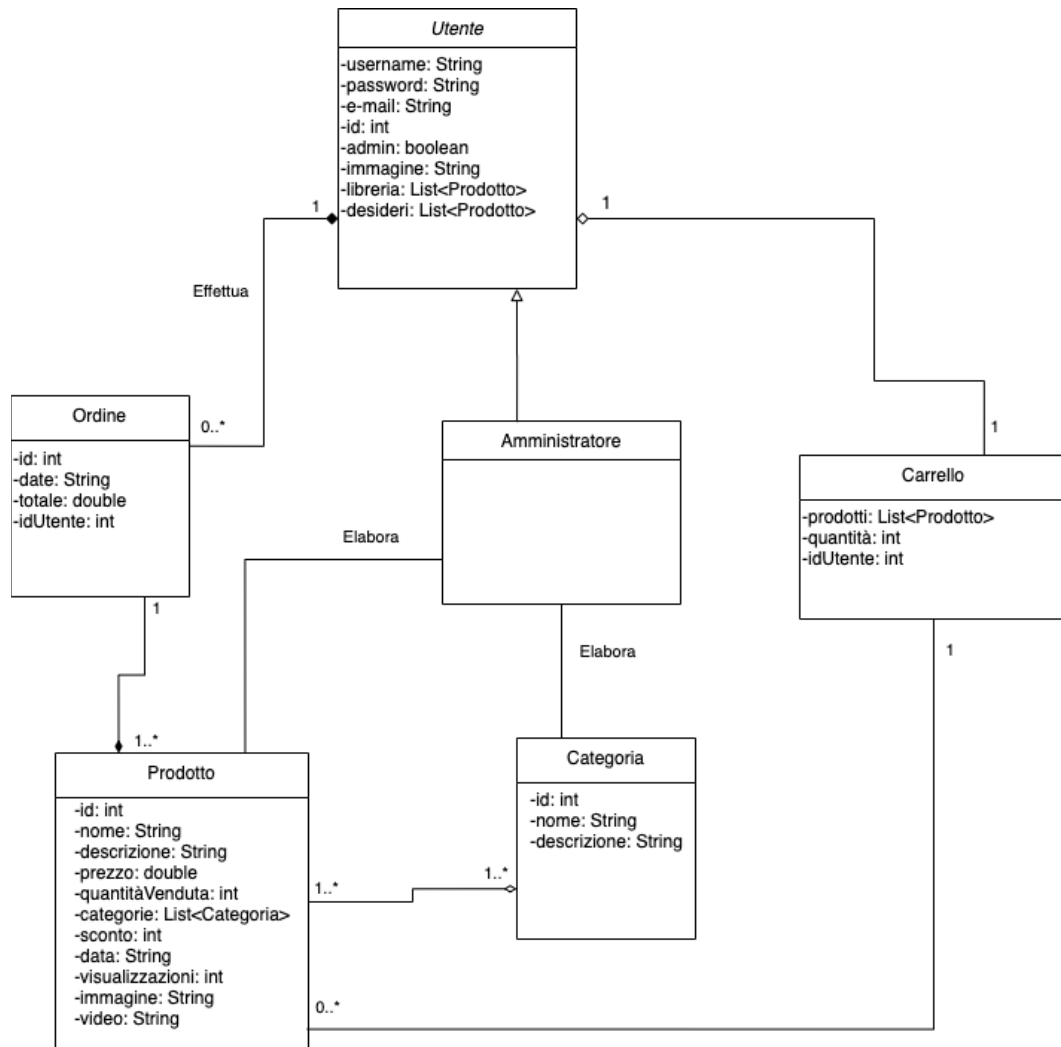 Utente
-username: String
-password: String
-e-mail: String
-id: int
-admin: boolean
-immagine: String
-libreria: List<Prodotto>
-desideri: List<Prodotto>
1
1
Effettua
0..*
Ordine
-id: int
-date: String
-totale: double
-idUtente: int
1
Amministratore
Elabora
Elabora
1
Carrello
-prodotti: List<Prodotto>
-quantità: int
-idUtente: int
1
1..*
Prodotto
-id: int
-nome: String
-descrizione: String
-prezzo: double
-quantitàVenduta: int
-categorie: List<Categoria>
-sconto: int
-data: String
-visualizzazioni: int
-immagine: String
-video: String
1..*
1..*
Categoria
-id: int
-nome: String
-descrizione: String
0..*